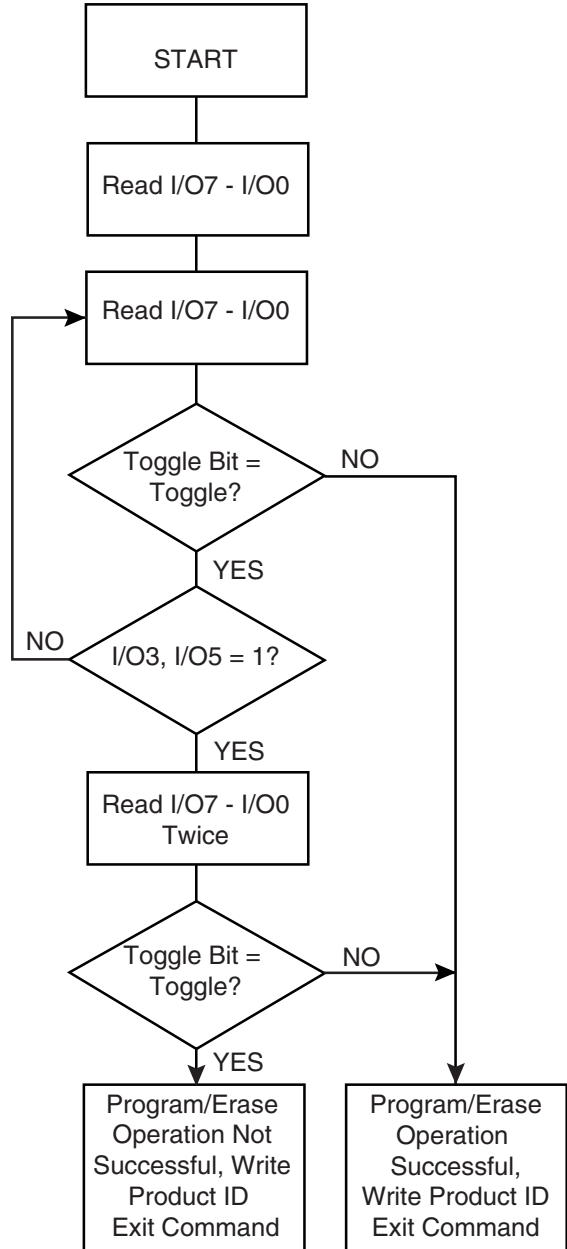 START
Read I/O7 - I/O0
Read I/O7 - I/O0
Toggle Bit =
Toggle?
NO
YES
NO
I/O3, I/O5 = 1?
YES
Read I/O7 - I/O0
Twice
Toggle Bit =
Toggle?
NO
YES
Program/Erase
Operation Not
Successful, Write
Product ID
Exit Command
Program/Erase
Operation
Successful,
Write Product ID
Exit Command